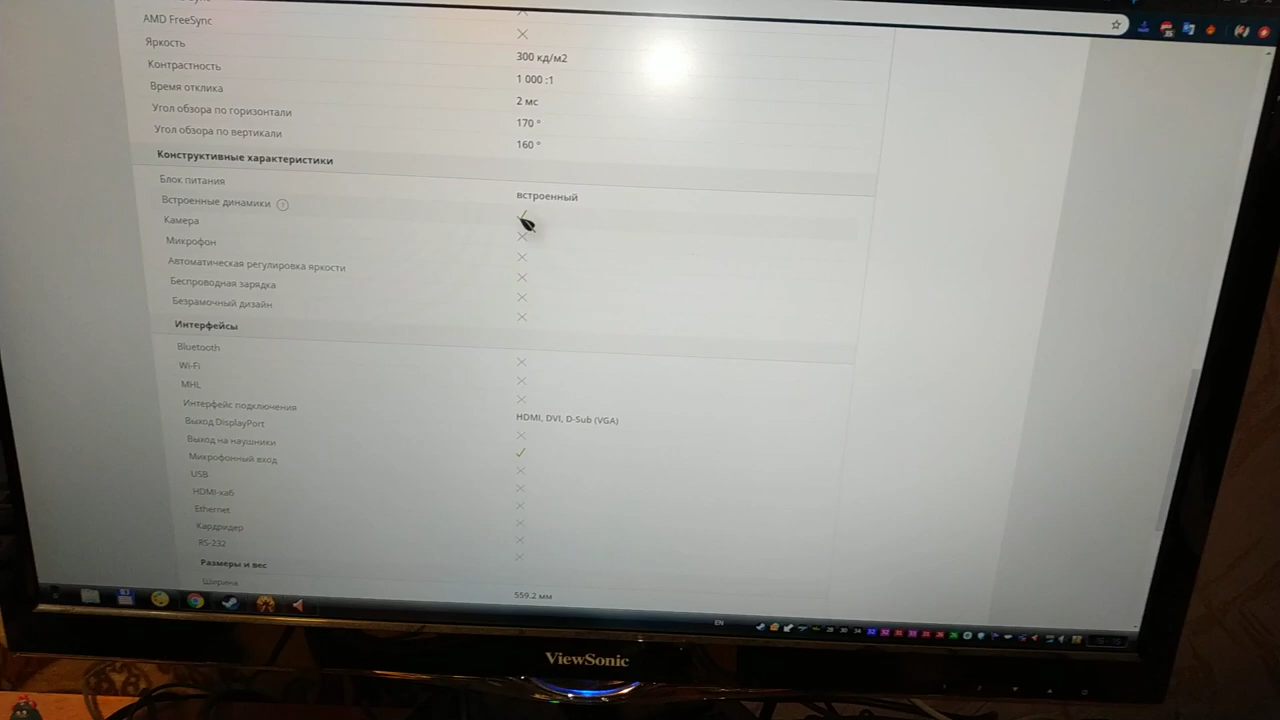 AMD FreeSync
Яркость 300 кд/м2
Контрастность 1 000 :1
Время отклика 2 мс
Угол обзора по горизонтали 170 °
Угол обзора по вертикали 160 °
Конструктивные характеристики
Блок питания встроенный
Встроенные динамики ?
Камера
Микрофон
Автоматическая регулировка яркости
Беспроводная зарядка
Безрамочный дизайн
Интерфейсы
Bluetooth
Wi-Fi
MHL
Интерфейс подключения HDMI, DVI, D-Sub (VGA)
Выход DisplayPort
Выход на наушники
Микрофонный вход
USB
HDMI-хаб
Ethernet
Кардридер
RS-232
Размеры и вес
Ширина 559.2 мм
EN
ViewSonic